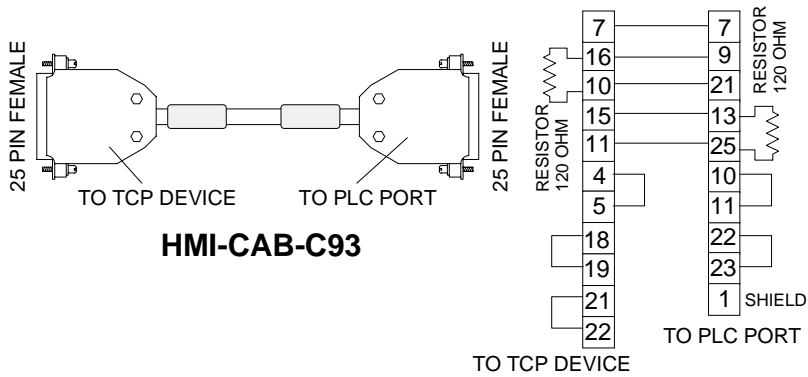 25 PIN FEMALE
TO TCP DEVICE
TO PLC PORT
25 PIN FEMALE
HMI-CAB-C93
RESISTOR
120 OHM
7
16
10
15
11
4
5
18
19
21
22
TO TCP DEVICE
7
9
21
13
25
10
11
22
23
1 SHIELD
TO PLC PORT
RESISTOR
120 OHM